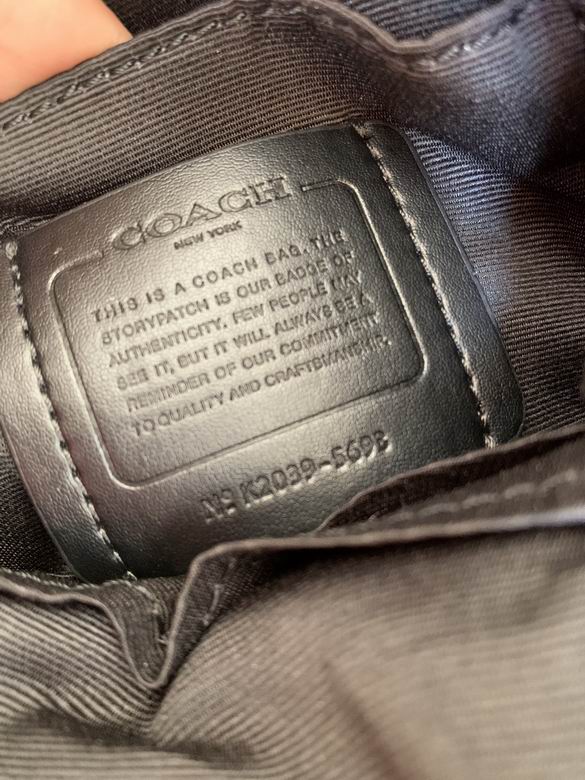 COACH
NEW YORK
THIS IS A COACH BAG. THE
STORYPATCH IS OUR BADGE OF
AUTHENTICITY. FEW PEOPLE MAY
SEE IT, BUT IT WILL ALWAYS BE A
REMINDER OF OUR COMMITMENT
TO QUALITY AND CRAFTSMANSHIP.
Nº K2039-5693